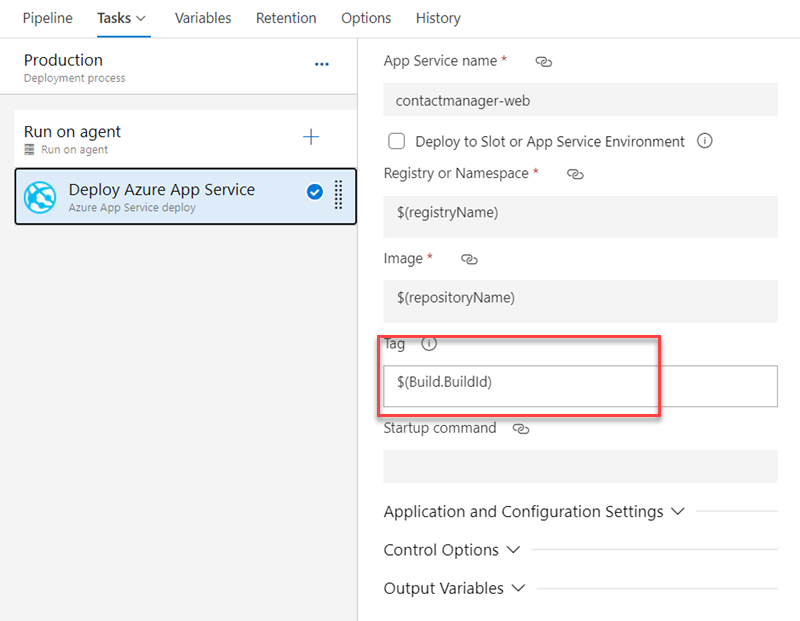 Pipeline Tasks Variables Retention Options History
Production
Deployment process
Run on agent
Run on agent
Deploy Azure App Service
Azure App Service deploy
App Service name *
contactmanager-web
Deploy to Slot or App Service Environment
Registry or Namespace *
$(registryName)
Image *
$(repositoryName)
Tag
$(Build.BuildId)
Startup command
Application and Configuration Settings
Control Options
Output Variables